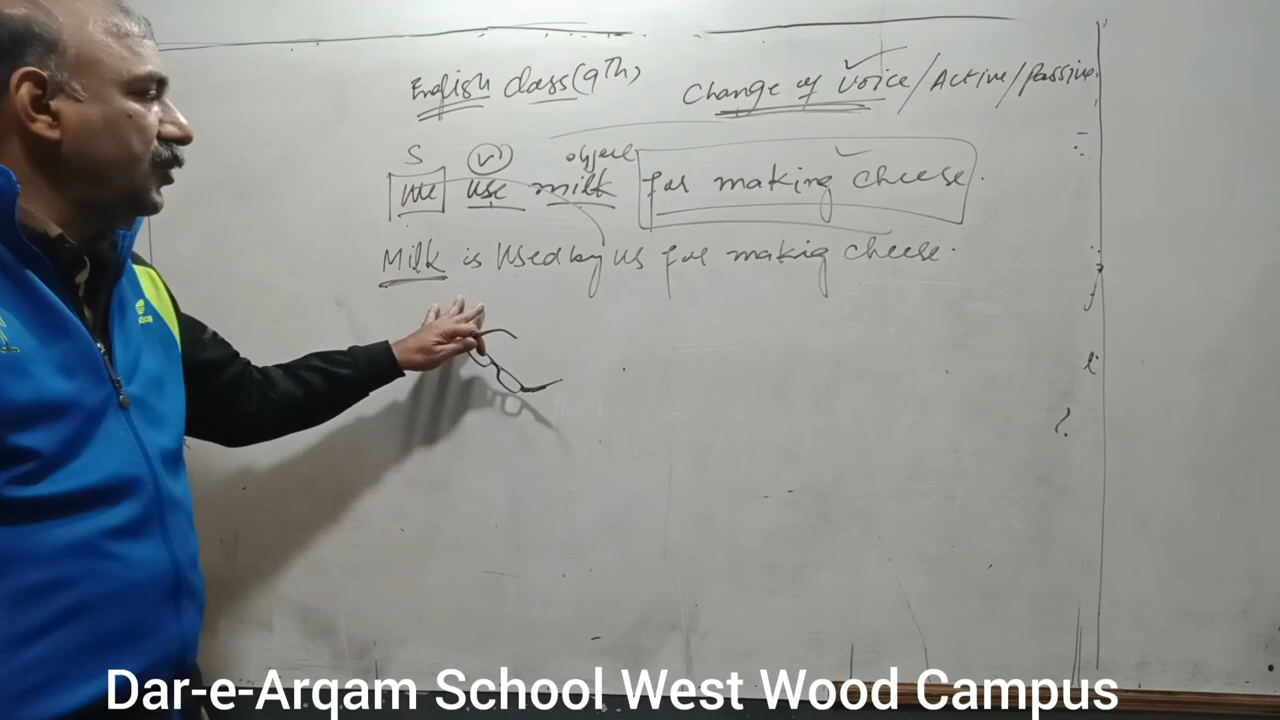 English class (9Th) Change of voice/Active/Passive
S V object
We use milk for making cheese.
Milk is used by us for making cheese.
Dar-e-Arqam School West Wood Campus